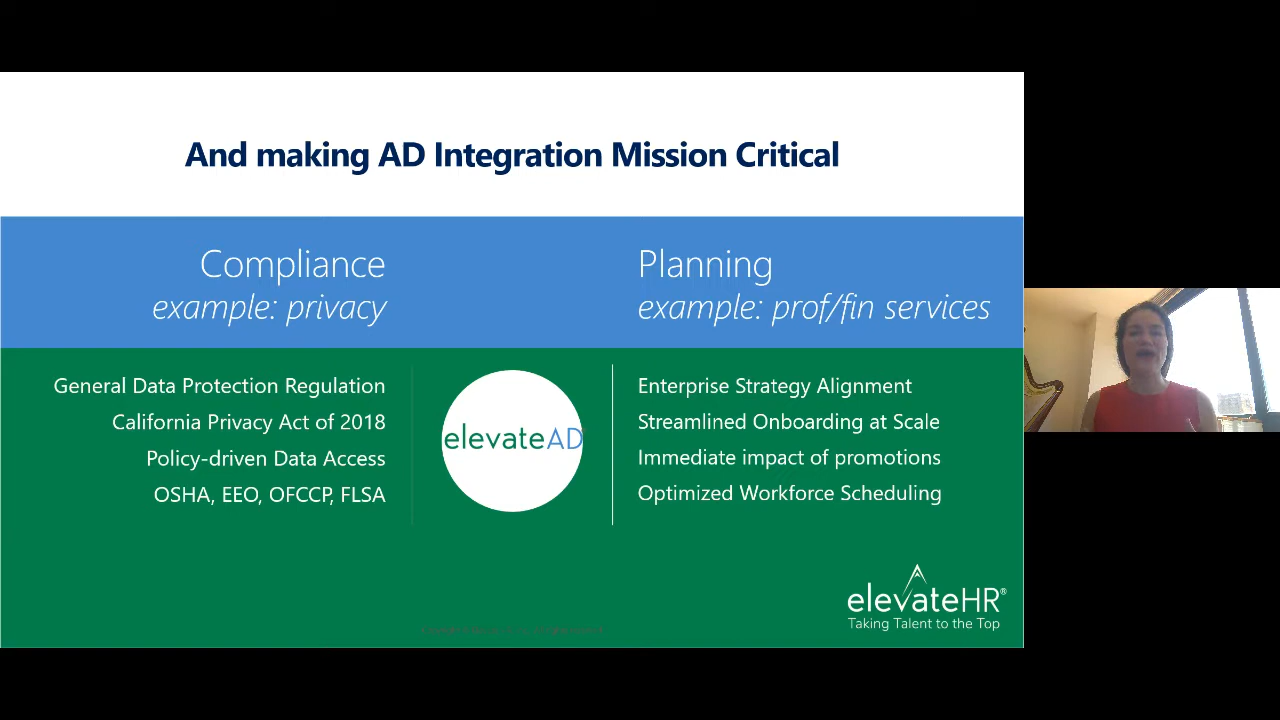 And making AD Integration Mission Critical
Compliance
example: privacy
Planning
example: prof/fin services
General Data Protection Regulation
California Privacy Act of 2018
Policy-driven Data Access
OSHA, EEO, OFCCP, FLSA
elevateAD
Enterprise Strategy Alignment
Streamlined Onboarding at Scale
Immediate impact of promotions
Optimized Workforce Scheduling
elevateHR®
Taking Talent to the Top